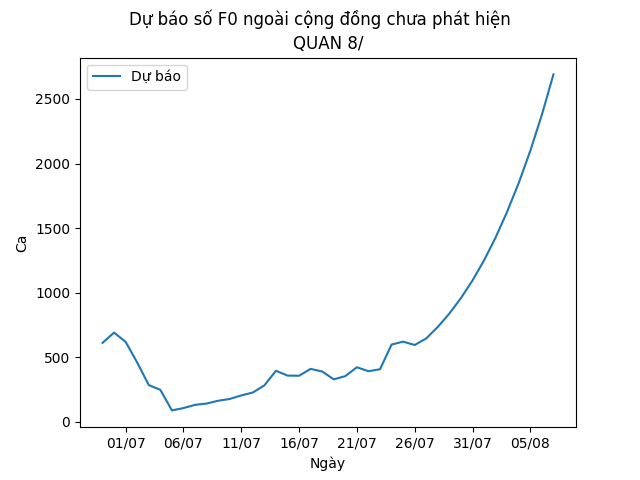 Dự báo số F0 ngoài cộng đồng chưa phát hiện
QUAN 8/
Dự báo
2500
2000
1500
1000
500
0
Ca
01/07 06/07 11/07 16/07 21/07 26/07 31/07 05/08
Ngày